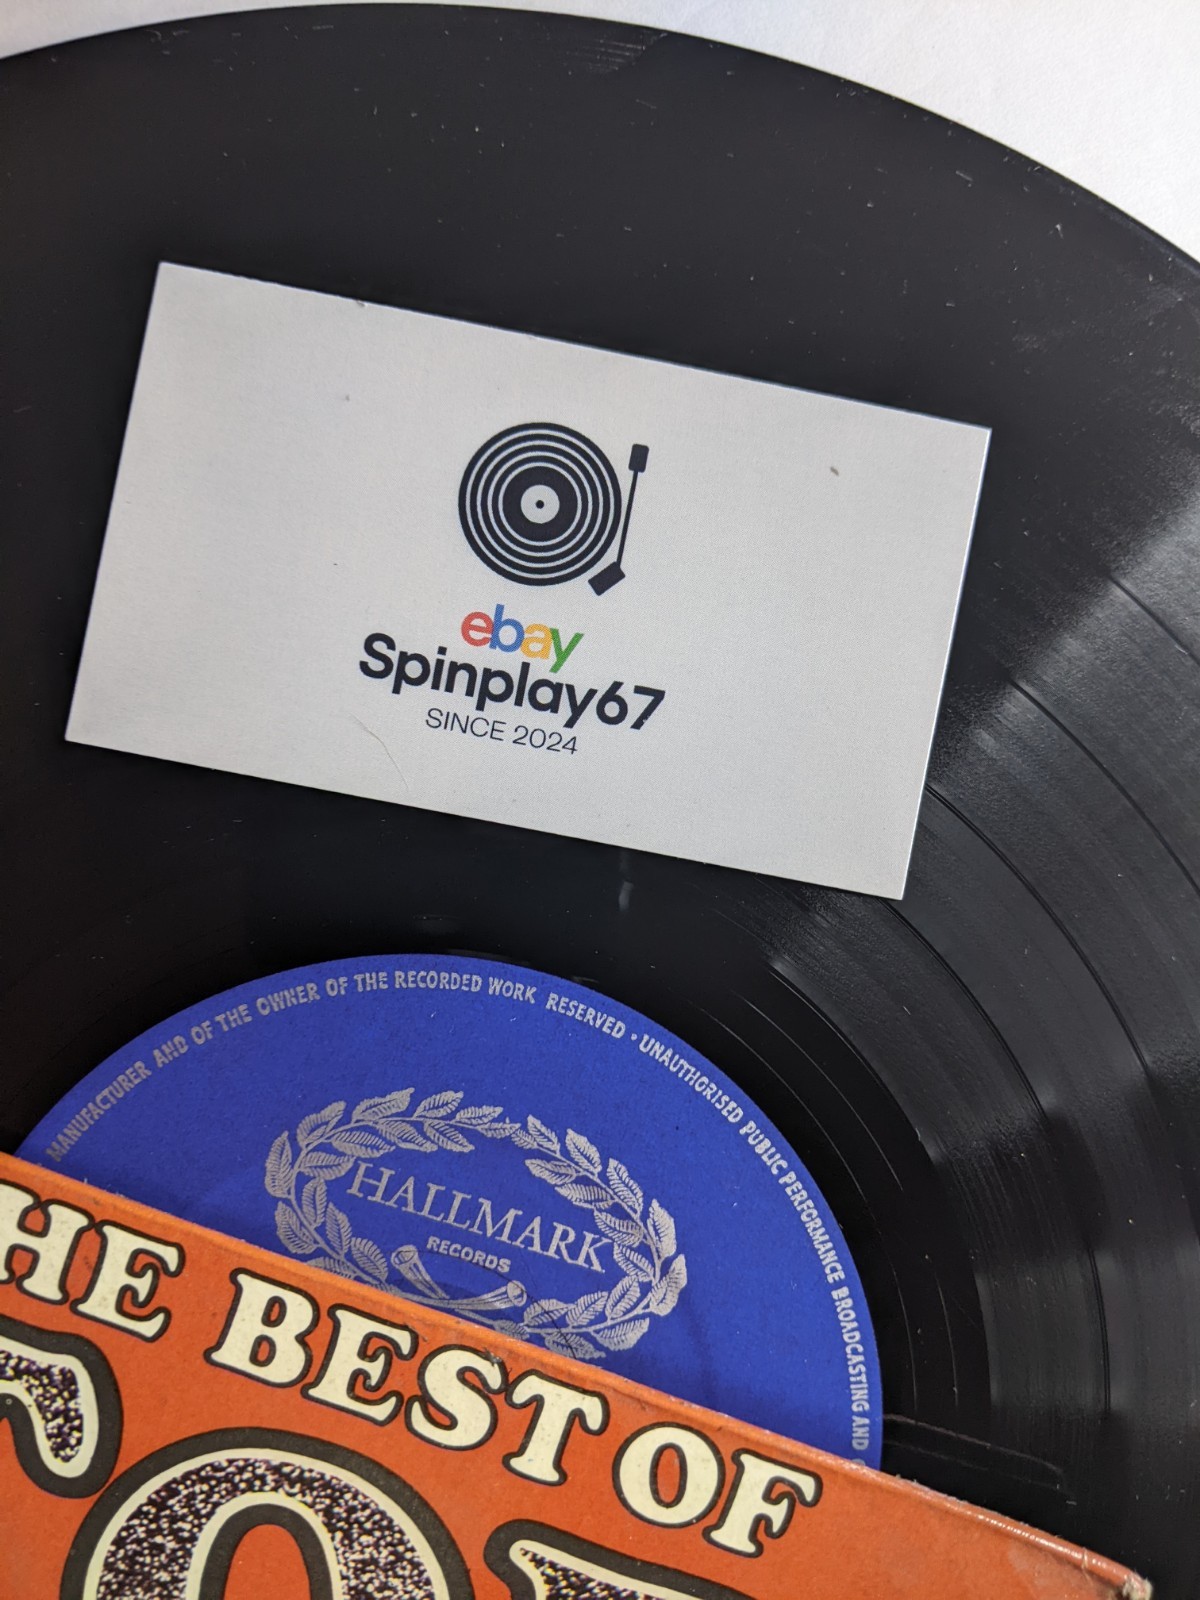 ebay
Spinplay67
SINCE 2024
MANUFACTURER AND OF THE OWNER OF THE RECORDED WORK RESERVED • UNAUTHORISED PUBLIC PERFORMANCE BROADCASTING AND
HALLMARK
RECORDS
HE BEST OF